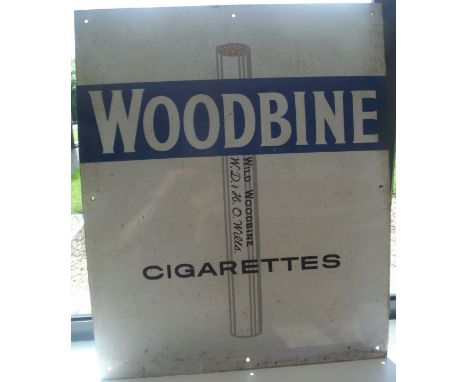 WOODBINE
WILD WOODBINE
W.D. & H.O. Wills
CIGARETTES